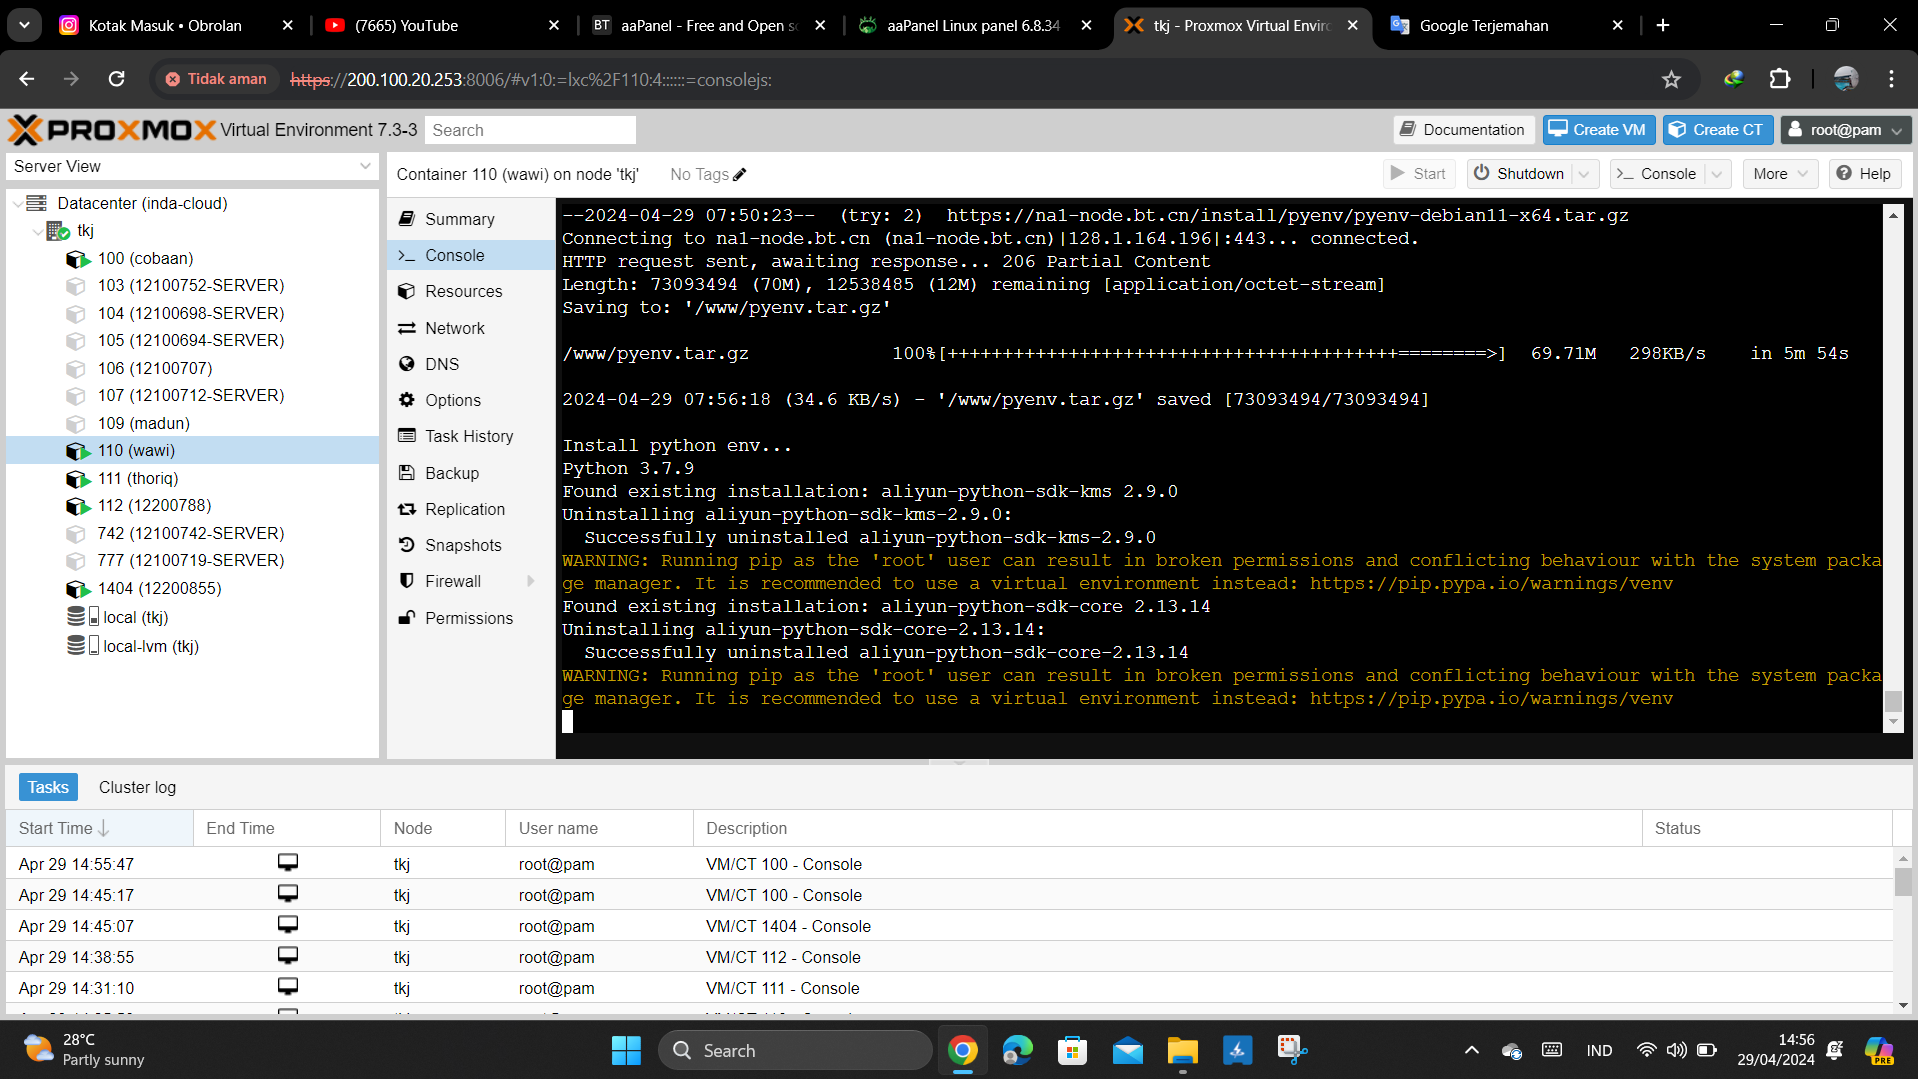 Kotak Masuk • Obrolan
(7665) YouTube
BT aaPanel - Free and Open so
aaPanel Linux panel 6.8.34
tkj - Proxmox Virtual Enviro
Google Terjemahan
Tidak aman
https://200.100.20.253:8006/#v1:0:=lxc%2F110:4::::::=consolejs:
PROXMOX Virtual Environment 7.3-3
Search
Documentation
Create VM
Create CT
root@pam
Server View
Container 110 (wawi) on node 'tkj'
No Tags
Start
Shutdown
Console
More
Help
Datacenter (inda-cloud)
tkj
100 (cobaan)
103 (12100752-SERVER)
104 (12100698-SERVER)
105 (12100694-SERVER)
106 (12100707)
107 (12100712-SERVER)
109 (madun)
110 (wawi)
111 (thoriq)
112 (12200788)
742 (12100742-SERVER)
777 (12100719-SERVER)
1404 (12200855)
local (tkj)
local-lvm (tkj)
Summary
Console
Resources
Network
DNS
Options
Task History
Backup
Replication
Snapshots
Firewall
Permissions
--2024-04-29 07:50:23--  (try: 2)  https://na1-node.bt.cn/install/pyenv/pyenv-debian11-x64.tar.gz
Connecting to na1-node.bt.cn (na1-node.bt.cn)|128.1.164.196|:443... connected.
HTTP request sent, awaiting response... 206 Partial Content
Length: 73093494 (70M), 12538485 (12M) remaining [application/octet-stream]
Saving to: '/www/pyenv.tar.gz'
/www/pyenv.tar.gz             100%[+++++++++++++++++++++++++++++++++++++++++========>]  69.71M   298KB/s    in 5m 54s
2024-04-29 07:56:18 (34.6 KB/s) - '/www/pyenv.tar.gz' saved [73093494/73093494]
Install python env...
Python 3.7.9
Found existing installation: aliyun-python-sdk-kms 2.9.0
Uninstalling aliyun-python-sdk-kms-2.9.0:
Successfully uninstalled aliyun-python-sdk-kms-2.9.0
WARNING: Running pip as the 'root' user can result in broken permissions and conflicting behaviour with the system packa
ge manager. It is recommended to use a virtual environment instead: https://pip.pypa.io/warnings/venv
Found existing installation: aliyun-python-sdk-core 2.13.14
Uninstalling aliyun-python-sdk-core-2.13.14:
Successfully uninstalled aliyun-python-sdk-core-2.13.14
WARNING: Running pip as the 'root' user can result in broken permissions and conflicting behaviour with the system packa
ge manager. It is recommended to use a virtual environment instead: https://pip.pypa.io/warnings/venv
Tasks
Cluster log
Start Time
End Time
Node
User name
Description
Status
Apr 29 14:55:47 tkj root@pam VM/CT 100 - Console
Apr 29 14:45:17 tkj root@pam VM/CT 100 - Console
Apr 29 14:45:07 tkj root@pam VM/CT 1404 - Console
Apr 29 14:38:55 tkj root@pam VM/CT 112 - Console
Apr 29 14:31:10 tkj root@pam VM/CT 111 - Console
28°C
Partly sunny
Search
IND
14:56
29/04/2024
PRE